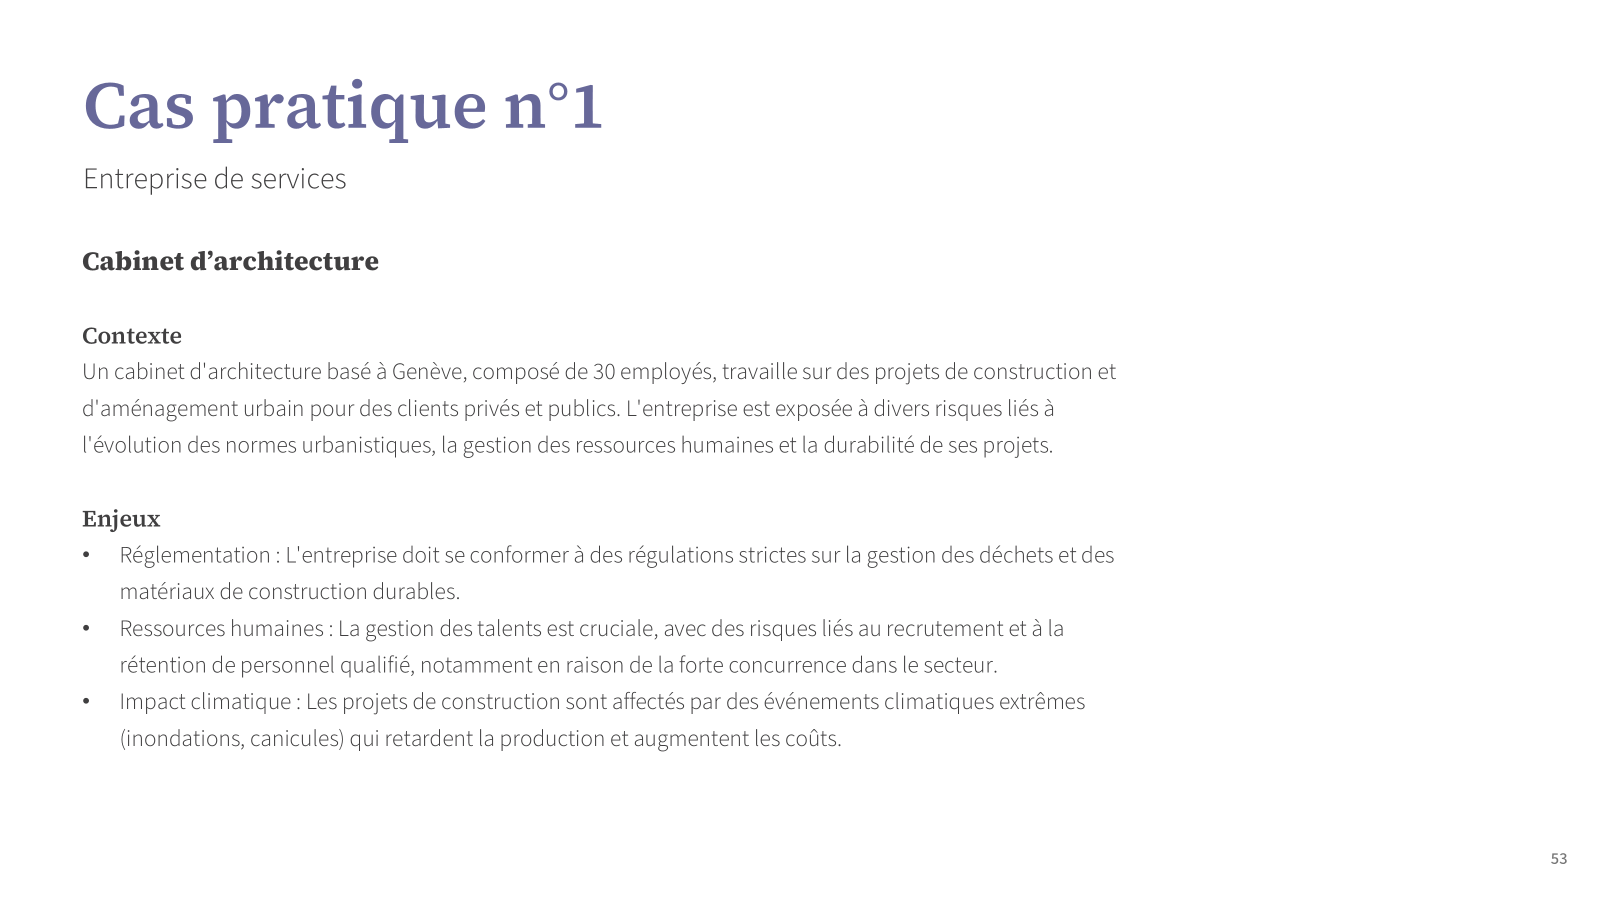 Cas pratique n°1
Entreprise de services
Cabinet d’architecture
Contexte
Un cabinet d'architecture basé à Genève, composé de 30 employés, travaille sur des projets de construction et
d'aménagement urbain pour des clients privés et publics. L'entreprise est exposée à divers risques liés à
l'évolution des normes urbanistiques, la gestion des ressources humaines et la durabilité de ses projets.
Enjeux
• Réglementation : L'entreprise doit se conformer à des régulations strictes sur la gestion des déchets et des
matériaux de construction durables.
• Ressources humaines : La gestion des talents est cruciale, avec des risques liés au recrutement et à la
rétention de personnel qualifié, notamment en raison de la forte concurrence dans le secteur.
• Impact climatique : Les projets de construction sont affectés par des événements climatiques extrêmes
(inondations, canicules) qui retardent la production et augmentent les coûts.
53